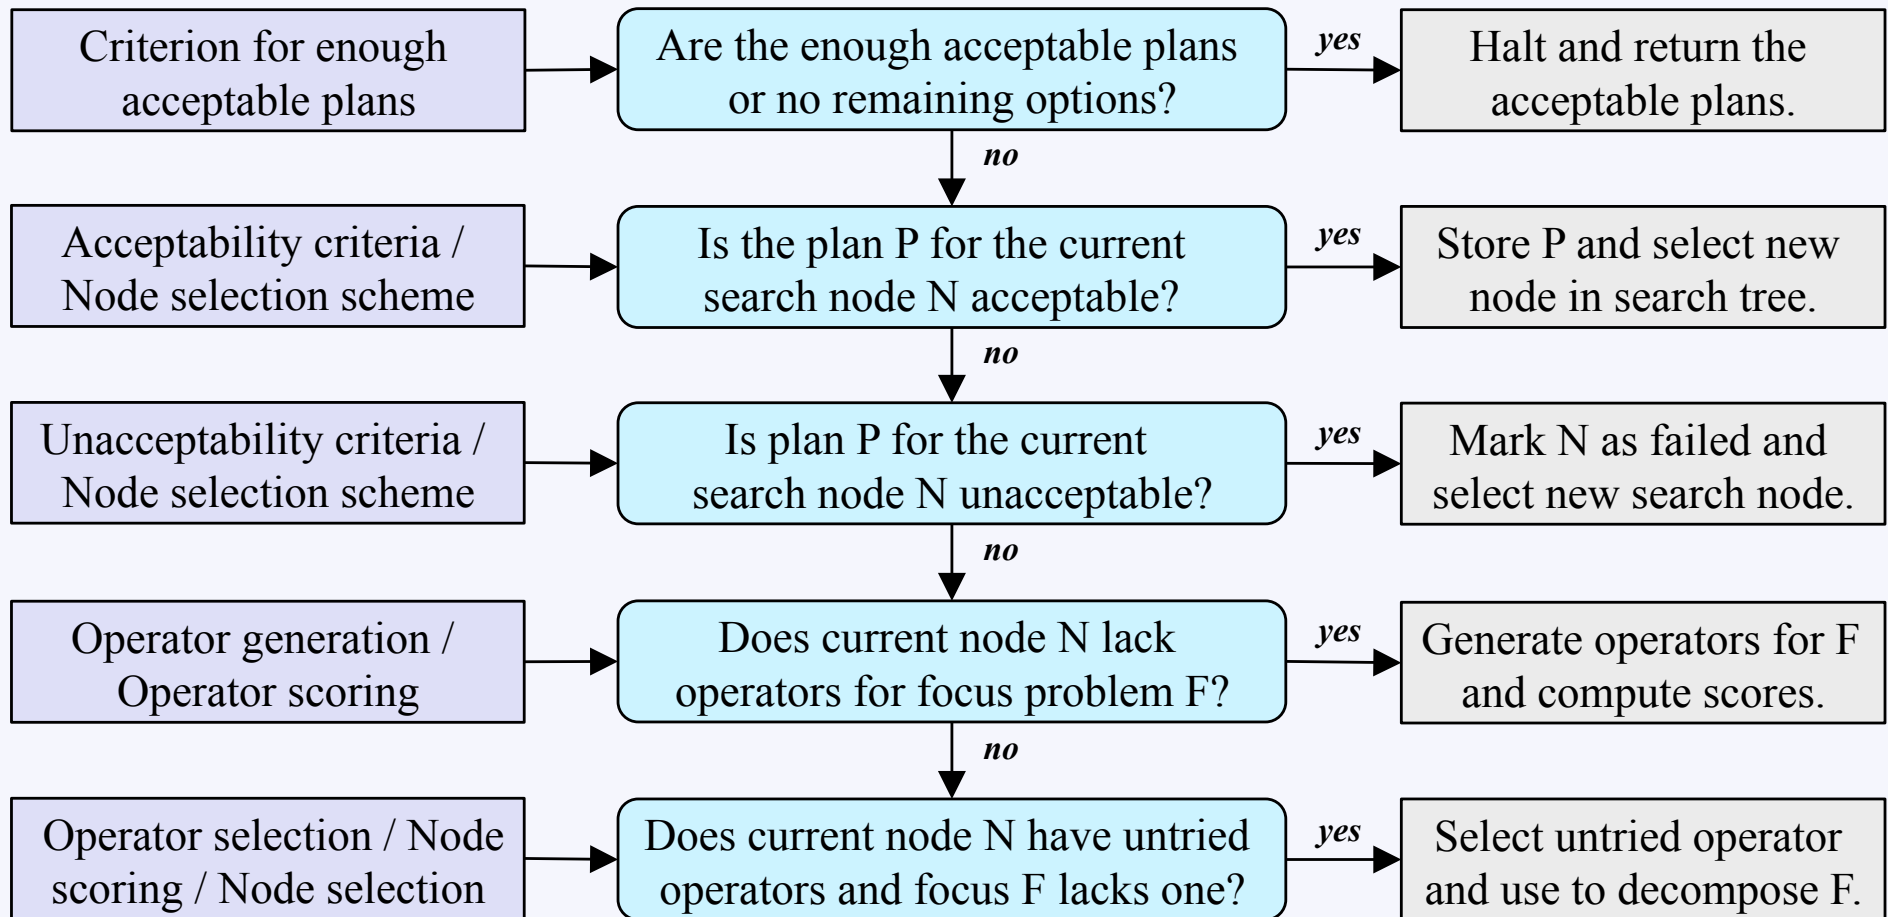 Criterion for enough
acceptable plans
Are the enough acceptable plans
or no remaining options?
yes
Halt and return the
acceptable plans.
no
Acceptability criteria /
Node selection scheme
Is the plan P for the current
search node N acceptable?
yes
Store P and select new
node in search tree.
no
Unacceptability criteria /
Node selection scheme
Is plan P for the current
search node N unacceptable?
yes
Mark N as failed and
select new search node.
no
Operator generation /
Operator scoring
Does current node N lack
operators for focus problem F?
yes
Generate operators for F
and compute scores.
no
Operator selection / Node
scoring / Node selection
Does current node N have untried
operators and focus F lacks one?
yes
Select untried operator
and use to decompose F.